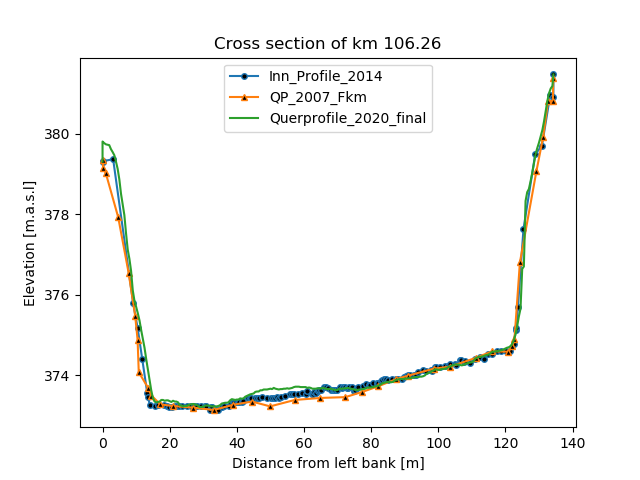 Cross section of km 106.26
Inn_Profile_2014
QP_2007_Fkm
Querprofile_2020_final
Elevation [m.a.s.l]
380
378
376
374
0 20 40 60 80 100 120 140
Distance from left bank [m]